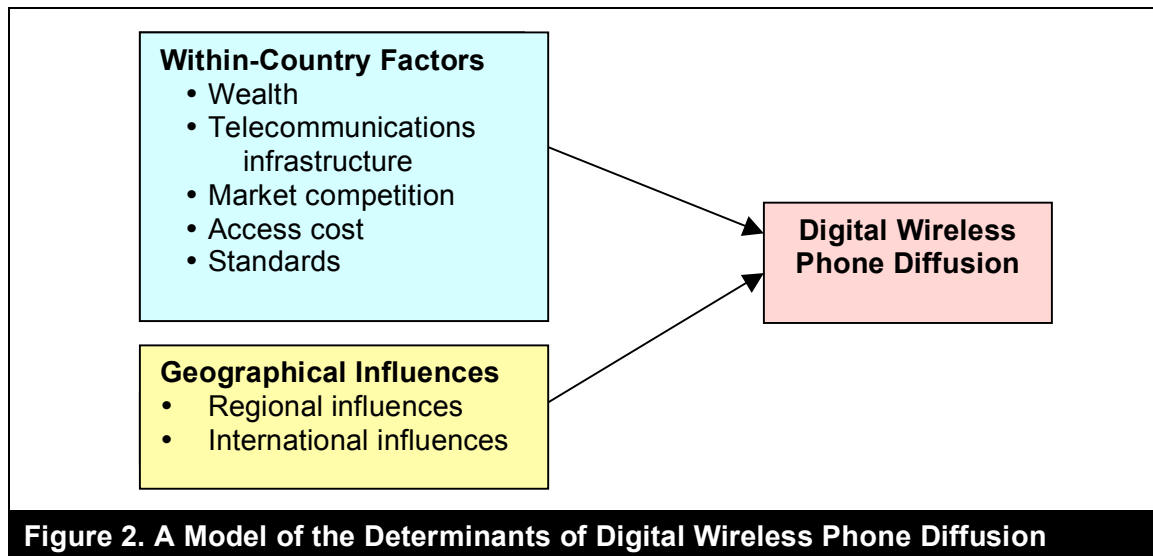 Within-Country Factors
• Wealth
• Telecommunications
infrastructure
• Market competition
• Access cost
• Standards
Digital Wireless
Phone Diffusion
Geographical Influences
• Regional influences
• International influences
Figure 2. A Model of the Determinants of Digital Wireless Phone Diffusion